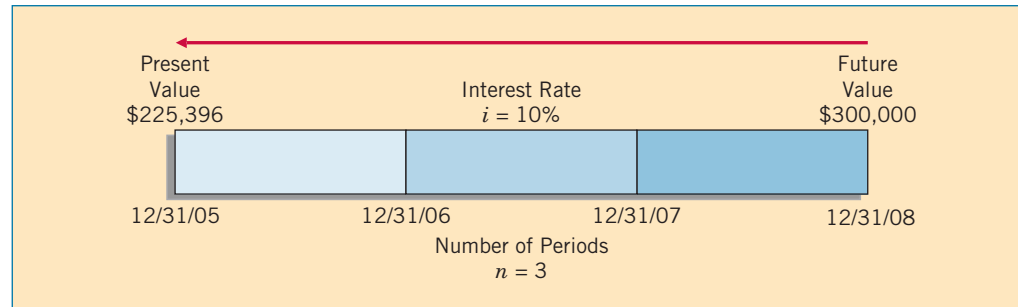 Present
Value
$225,396
Interest Rate
i = 10%
Future
Value
$300,000
12/31/05
12/31/06
12/31/07
12/31/08
Number of Periods
n = 3